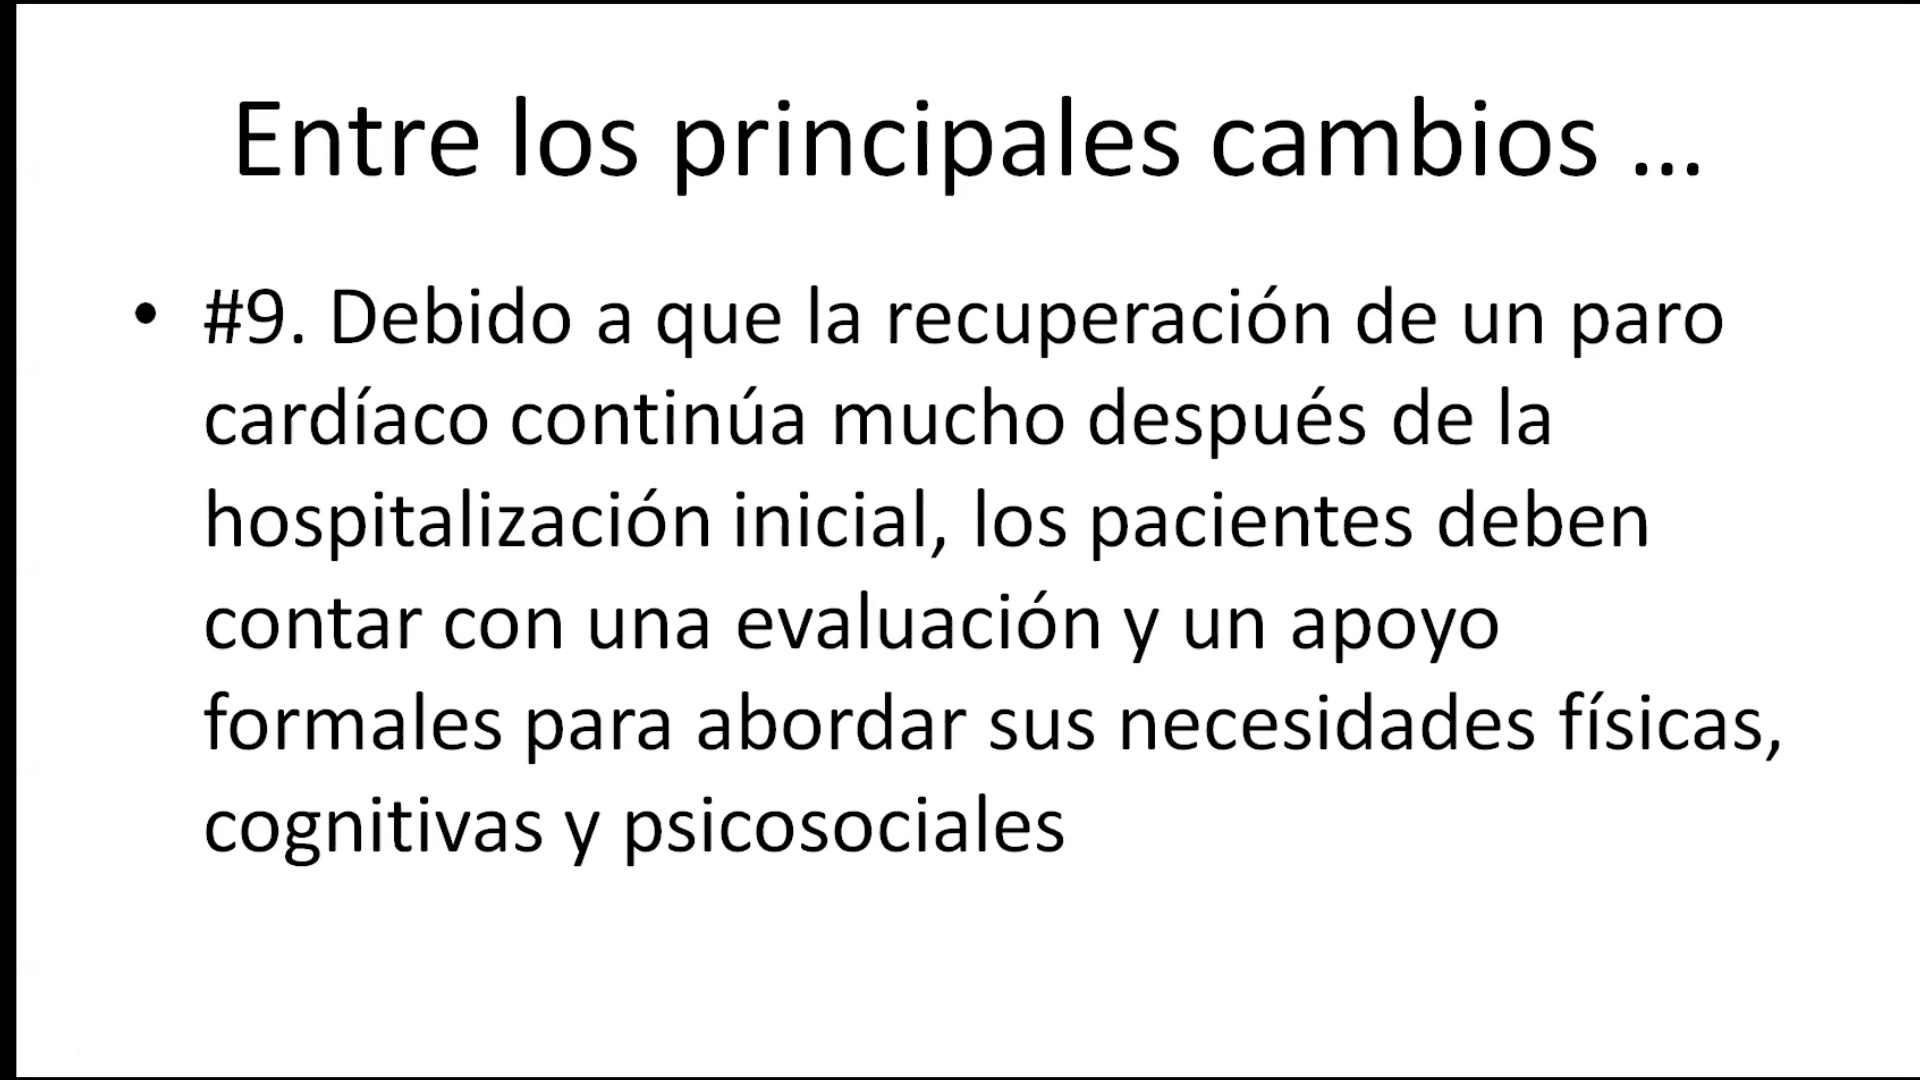 Entre los principales cambios ...
• #9. Debido a que la recuperación de un paro
cardíaco continúa mucho después de la
hospitalización inicial, los pacientes deben
contar con una evaluación y un apoyo
formales para abordar sus necesidades físicas,
cognitivas y psicosociales